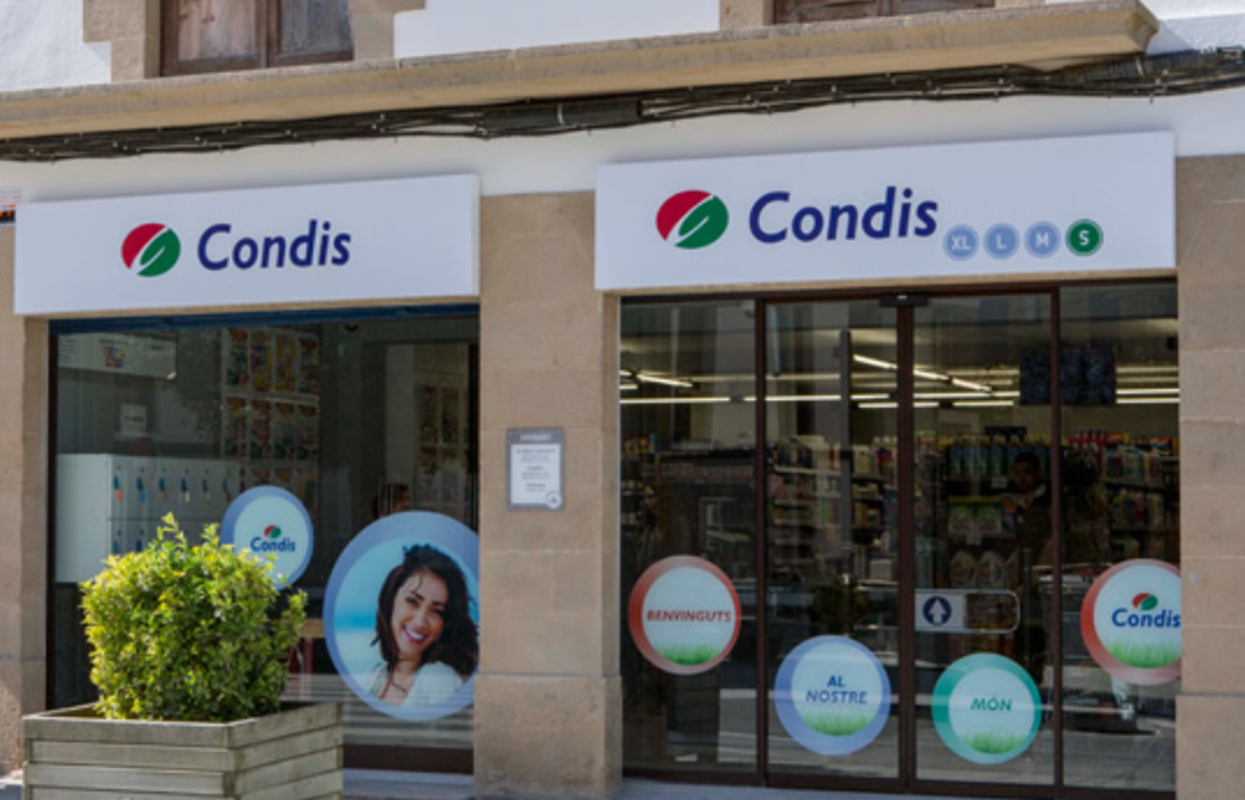 Condis
Condis
XL L M S
Condis
BENVINGUTS
AL
NOSTRE
MÓN
Condis